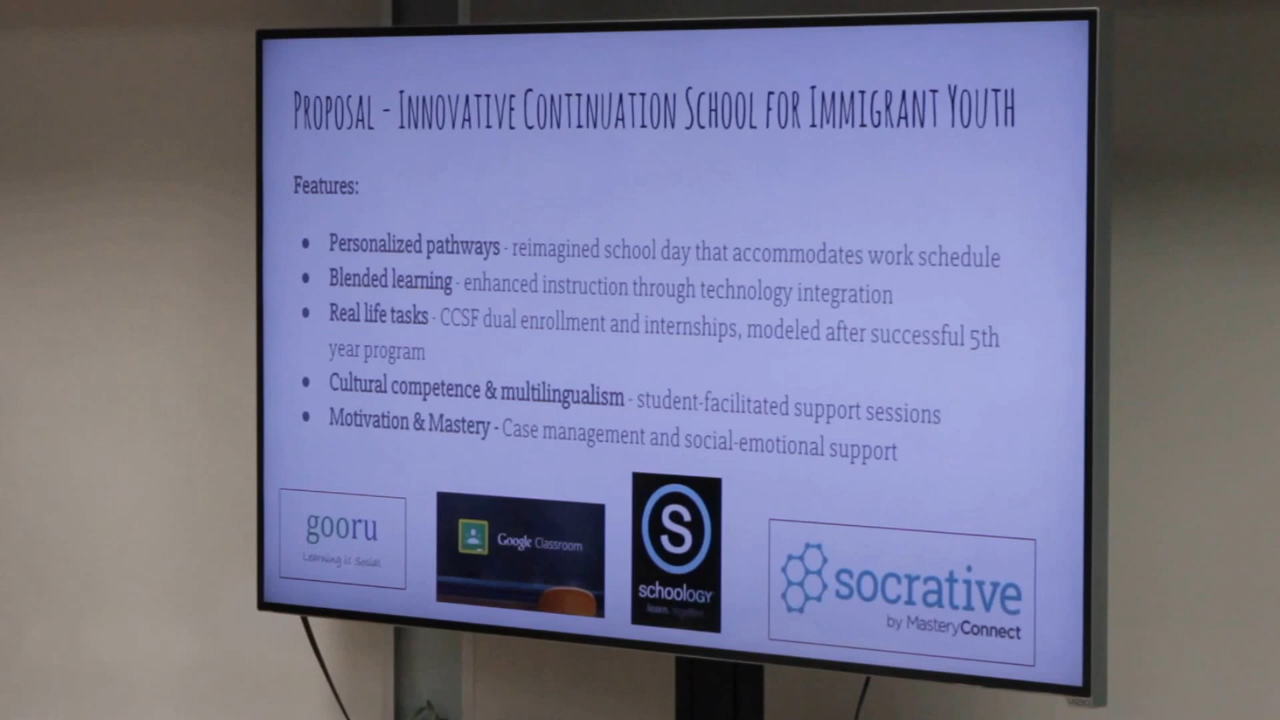 Proposal - Innovative Continuation School for Immigrant Youth
Features:
● Personalized pathways - reimagined school day that accommodates work schedule
● Blended learning - enhanced instruction through technology integration
● Real life tasks - CCSF dual enrollment and internships, modeled after successful 5th
year program
● Cultural competence & multilingualism - student-facilitated support sessions
● Motivation & Mastery - Case management and social-emotional support
gooru
Learning is Social
Google Classroom
S
schoology
learn. together.
socrative
by MasteryConnect